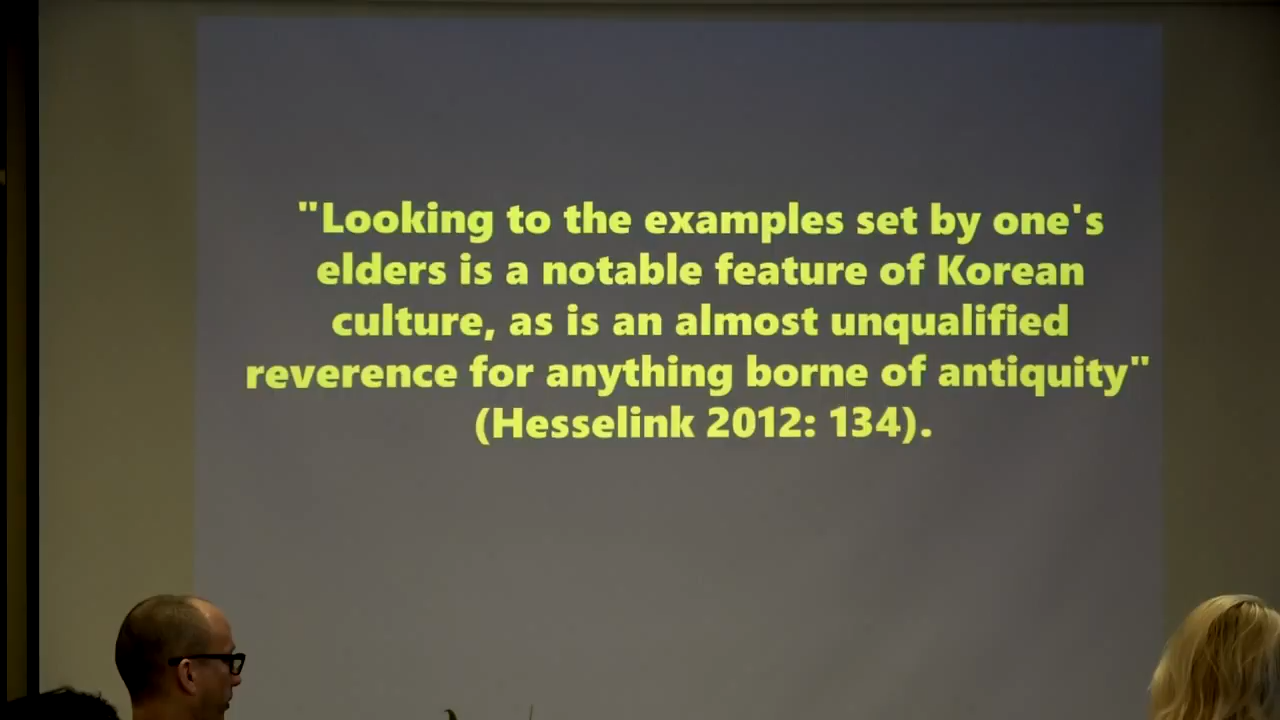 "Looking to the examples set by one's
elders is a notable feature of Korean
culture, as is an almost unqualified
reverence for anything borne of antiquity"
(Hesselink 2012: 134).